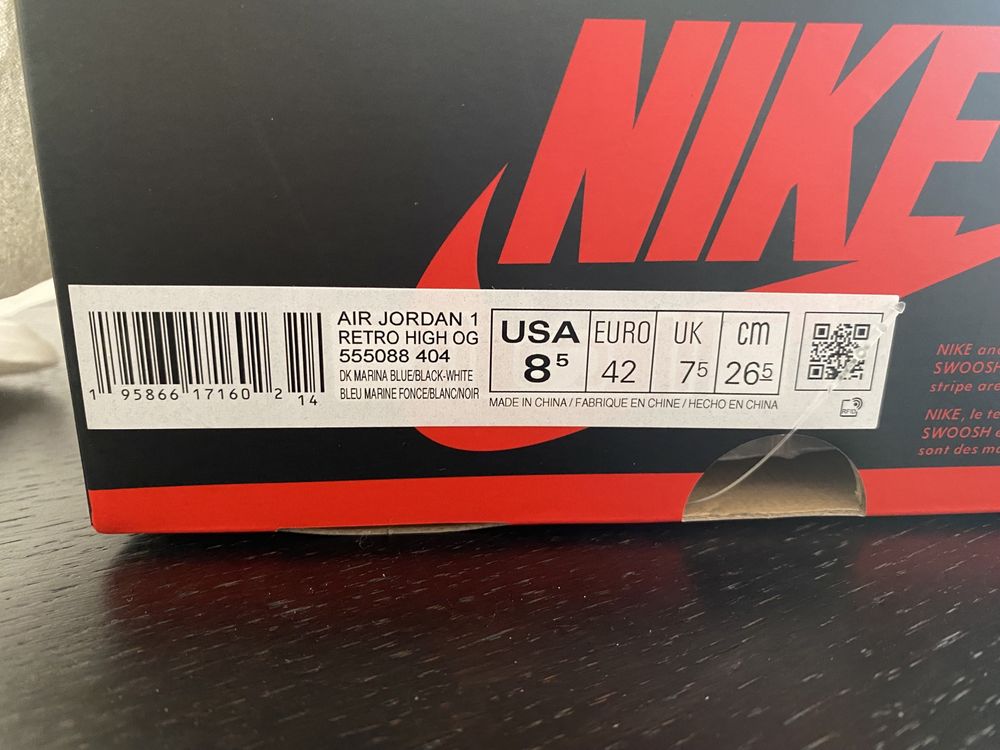 NIKE
AIR JORDAN 1
RETRO HIGH OG
555088 404
DK MARINA BLUE/BLACK-WHITE
BLEU MARINE FONCE/BLANC/NOIR
1 95866 17160 2 14
USA EURO UK cm
8⁵ 42 7⁵ 26⁵
MADE IN CHINA / FABRIQUE EN CHINE / HECHO EN CHINA
RFID
NIKE and
SWOOSH
stripe are
NIKE, le
SWOOSH
sont des